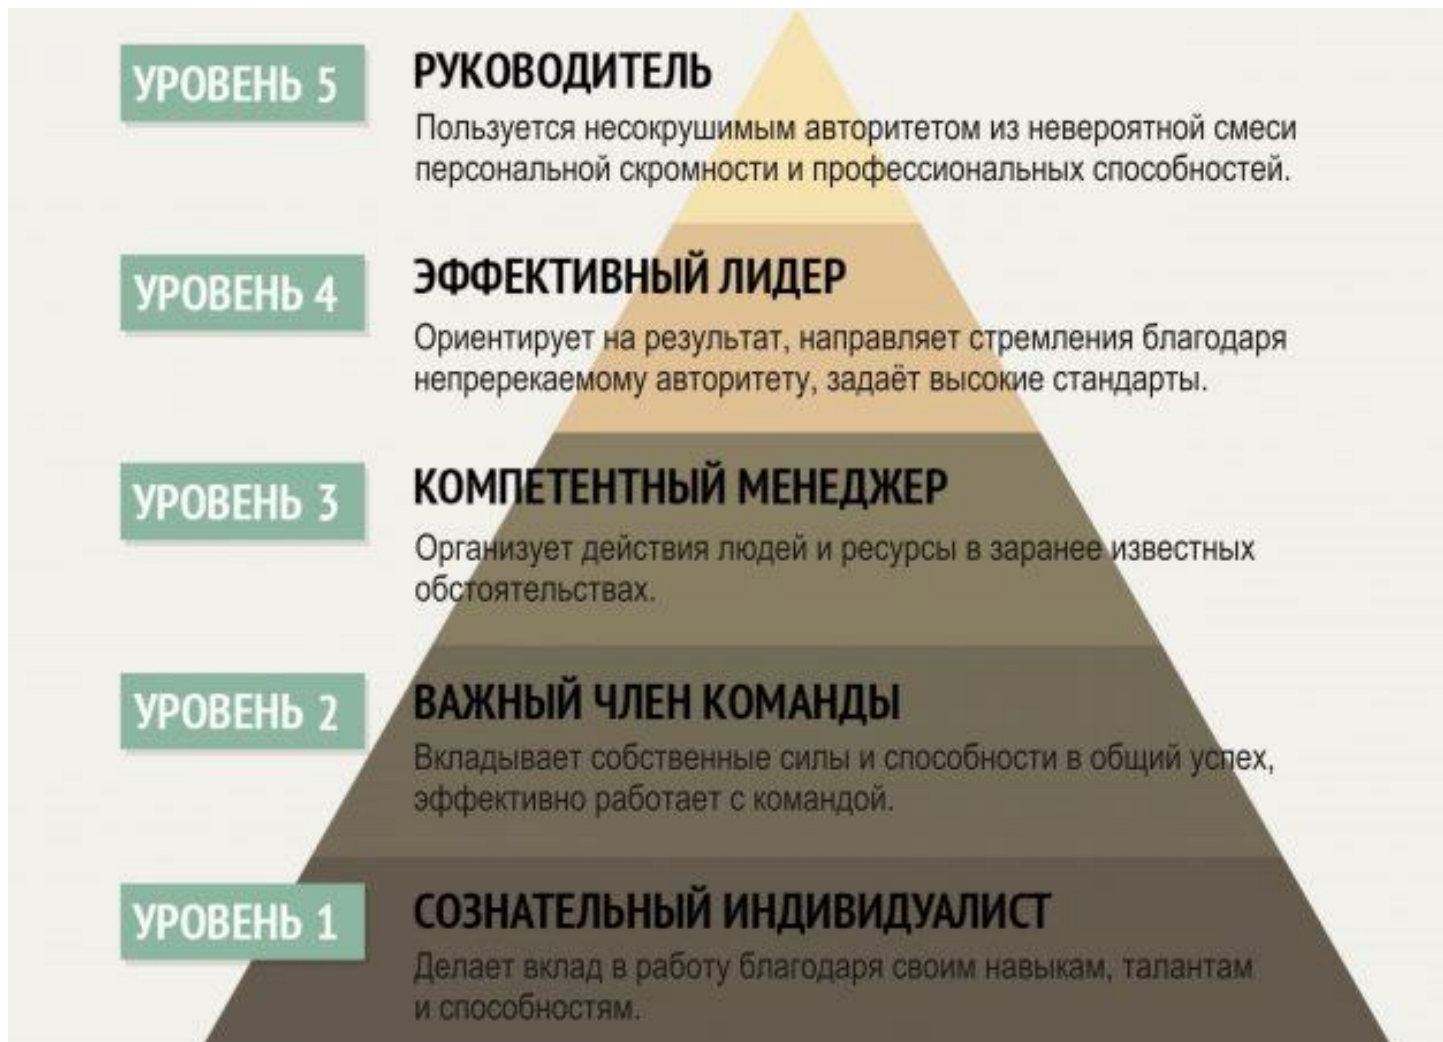 УРОВЕНЬ 5
РУКОВОДИТЕЛЬ
Пользуется несокрушимым авторитетом из невероятной смеси
персональной скромности и профессиональных способностей.
УРОВЕНЬ 4
ЭФФЕКТИВНЫЙ ЛИДЕР
Ориентирует на результат, направляет стремления благодаря
непререкаемому авторитету, задаёт высокие стандарты.
УРОВЕНЬ 3
КОМПЕТЕНТНЫЙ МЕНЕДЖЕР
Организует действия людей и ресурсы в заранее известных
обстоятельствах.
УРОВЕНЬ 2
ВАЖНЫЙ ЧЛЕН КОМАНДЫ
Вкладывает собственные силы и способности в общий успех,
эффективно работает с командой.
УРОВЕНЬ 1
СОЗНАТЕЛЬНЫЙ ИНДИВИДУАЛИСТ
Делает вклад в работу благодаря своим навыкам, талантам
и способностям.